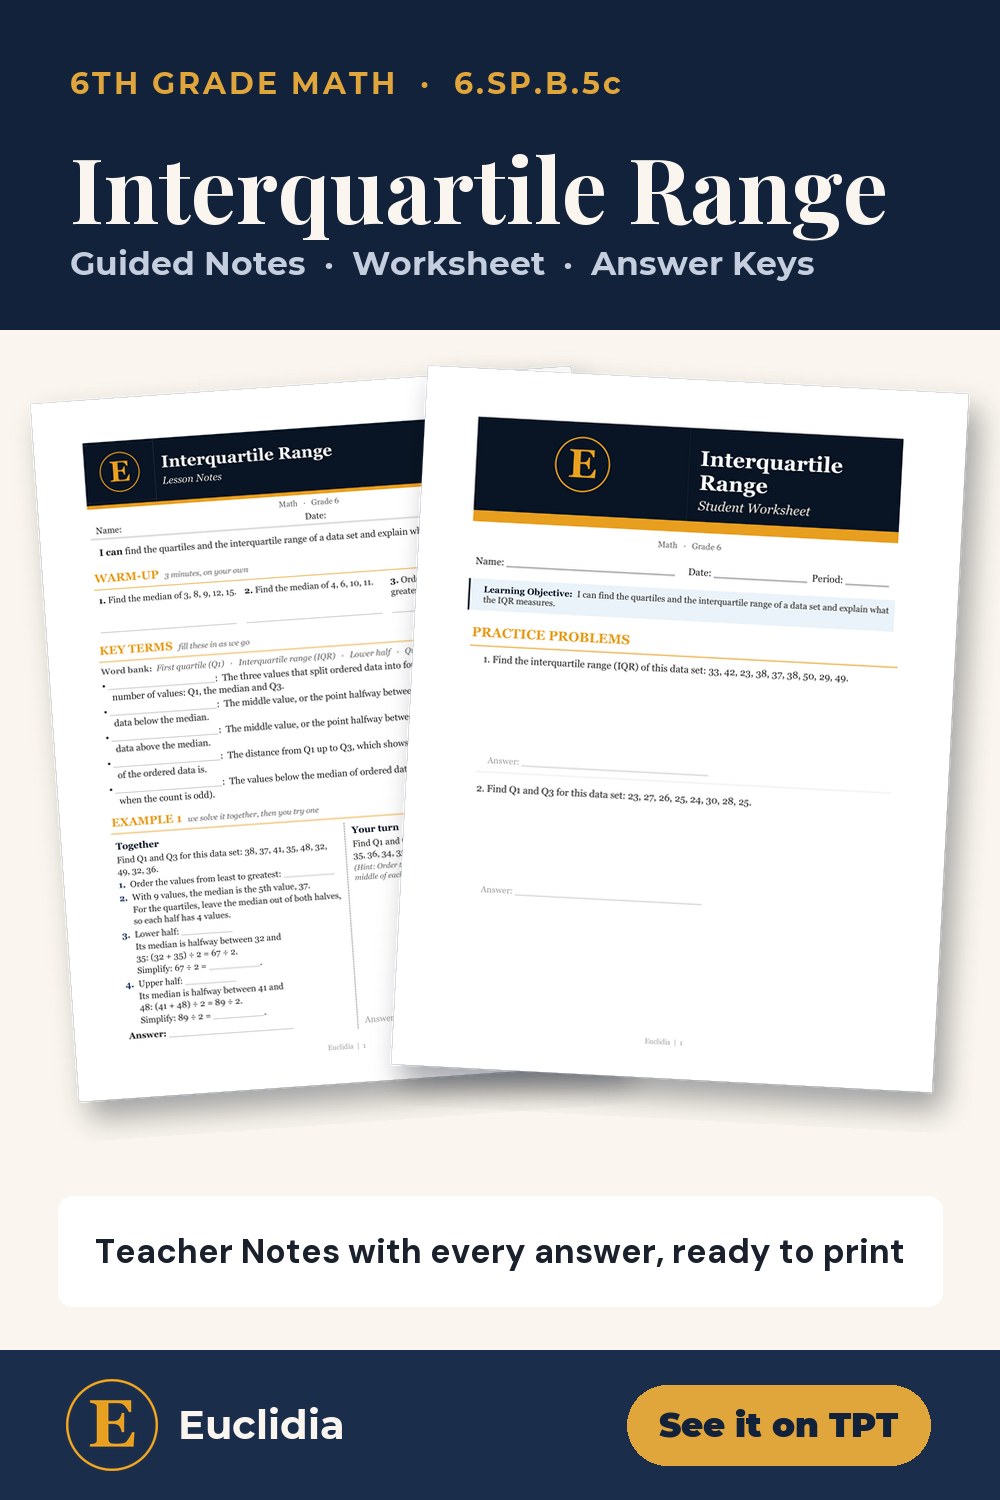 6TH GRADE MATH · 6.SP.B.5c
Interquartile Range
Guided Notes · Worksheet · Answer Keys
E
Interquartile Range
Lesson Notes
Math · Grade 6
Name:
Date:
I can find the quartiles and the interquartile range of a data set and explain
WARM-UP 3 minutes, on your own
1. Find the median of 3, 8, 9, 12, 15. 2. Find the median of 4, 6, 10, 11. 3.
KEY TERMS fill these in as we go
Word bank: First quartile (Q1) · Interquartile range (IQR) · Lower half ·
• : The three values that split ordered data into
number of values: Q1, the median and Q3.
• : The middle value, or the point halfway
data below the median.
• : The middle value, or the point halfway
data above the median.
• : The distance from Q1 up to Q3, which shows
of the ordered data is.
• : The values below the median of ordered
when the count is odd).
EXAMPLE 1 we solve it together, then you try one
Together
Find Q1 and Q3 for this data set: 38, 37, 41, 35, 48, 32,
49, 32, 36.
1. Order the values from least to greatest:
2. With 9 values, the median is the 5th value, 37.
For the quartiles, leave the median out of both halves,
so each half has 4 values.
3. Lower half:
Its median is halfway between 32 and
35: (32 + 35) ÷ 2 = 67 ÷ 2.
Simplify: 67 ÷ 2 = .
4. Upper half:
Its median is halfway between 41 and
48: (41 + 48) ÷ 2 = 89 ÷ 2.
Simplify: 89 ÷ 2 = .
Answer:
Your turn
Find Q1 and
35, 36, 34,
(Hint: Order
middle of
Answer
Euclidia | 1
E
Interquartile
Range
Student Worksheet
Math · Grade 6
Name: Date: Period:
Learning Objective: I can find the quartiles and the interquartile range of a data set and explain what
the IQR measures.
PRACTICE PROBLEMS
1. Find the interquartile range (IQR) of this data set: 33, 42, 23, 38, 37, 38, 50, 29, 49.
Answer:
2. Find Q1 and Q3 for this data set: 23, 27, 26, 25, 24, 30, 28, 25.
Answer:
Euclidia | 1
Teacher Notes with every answer, ready to print
E
Euclidia
See it on TPT